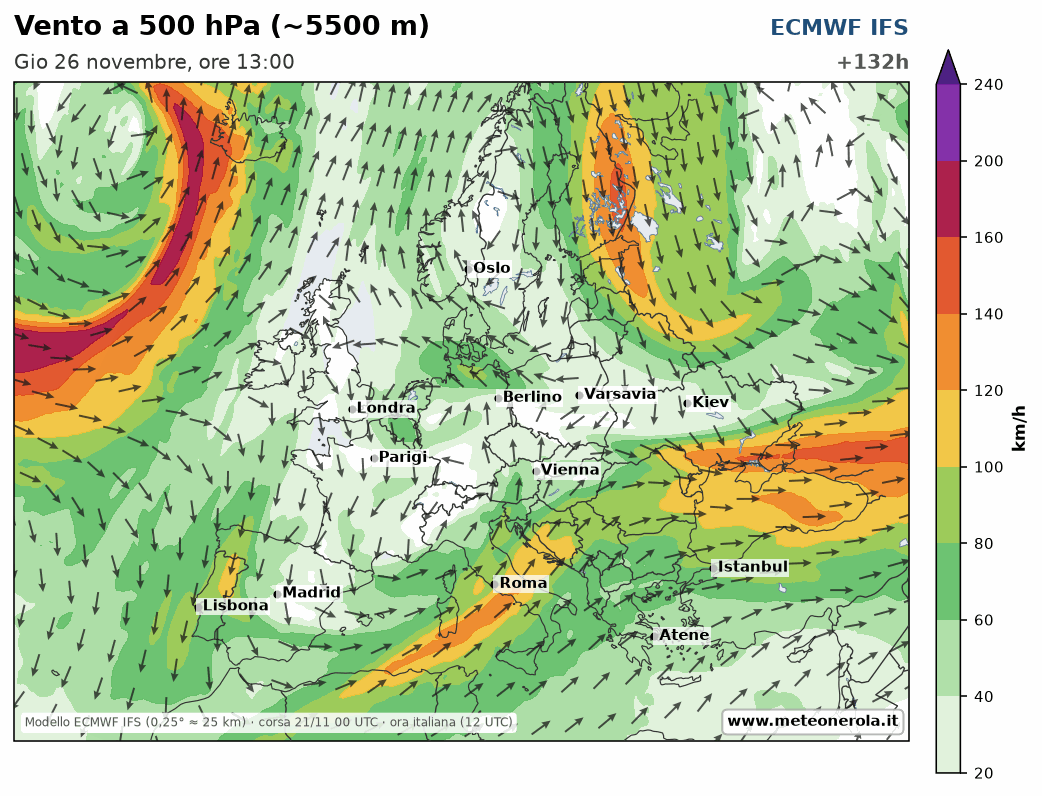 Vento a 500 hPa (~5500 m)
ECMWF IFS
Gio 26 novembre, ore 13:00
+132h
240
200
160
140
120
100
80
60
40
20
km/h
Oslo
Berlino
Varsavia
Kiev
Londra
Parigi
Vienna
Istanbul
Roma
Madrid
Lisbona
Atene
Modello ECMWF IFS (0,25° ≈ 25 km) · corsa 21/11 00 UTC · ora italiana (12 UTC)
www.meteonerola.it